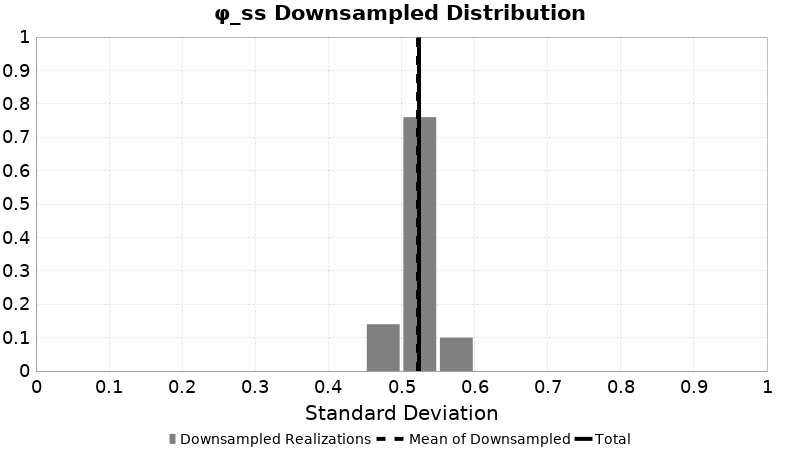 φ_ss Downsampled Distribution
1
0.9
0.8
0.7
0.6
0.5
0.4
0.3
0.2
0.1
0
0 0.1 0.2 0.3 0.4 0.5 0.6 0.7 0.8 0.9 1
Standard Deviation
Downsampled Realizations Mean of Downsampled Total